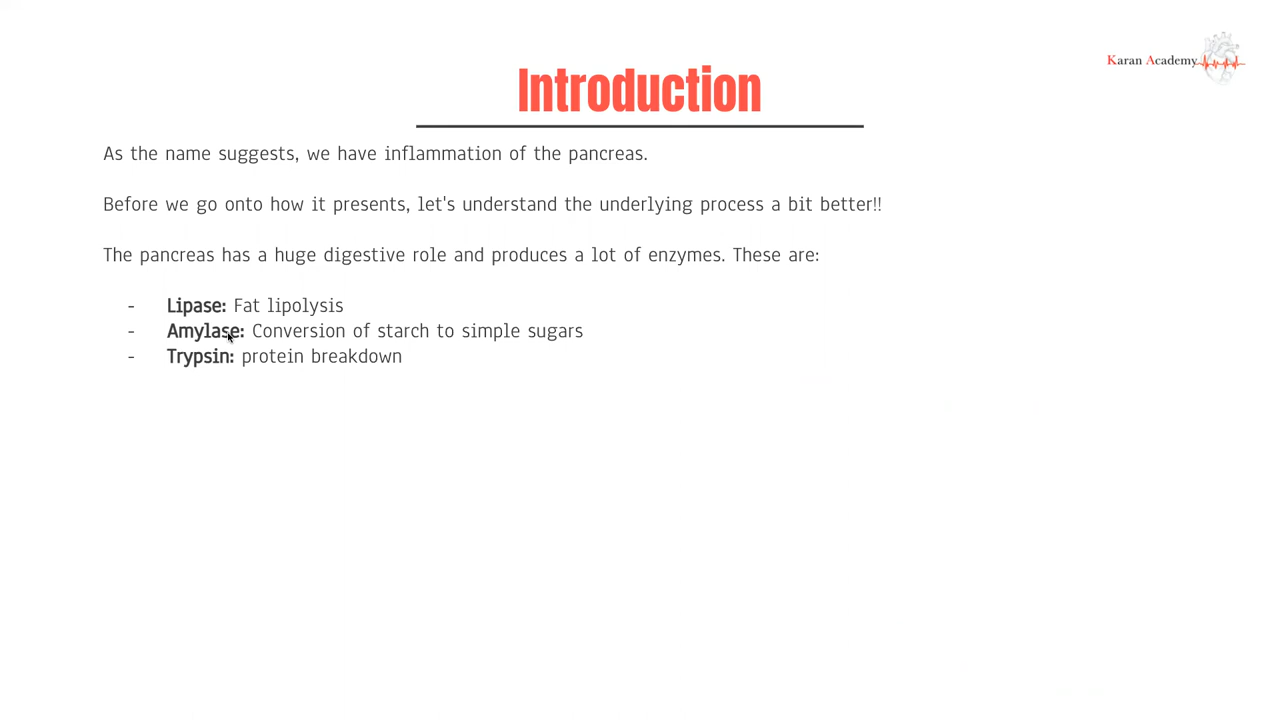 Karan Academy
Introduction
As the name suggests, we have inflammation of the pancreas.
Before we go onto how it presents, let's understand the underlying process a bit better!!
The pancreas has a huge digestive role and produces a lot of enzymes. These are:
- Lipase: Fat lipolysis
- Amylase: Conversion of starch to simple sugars
- Trypsin: protein breakdown